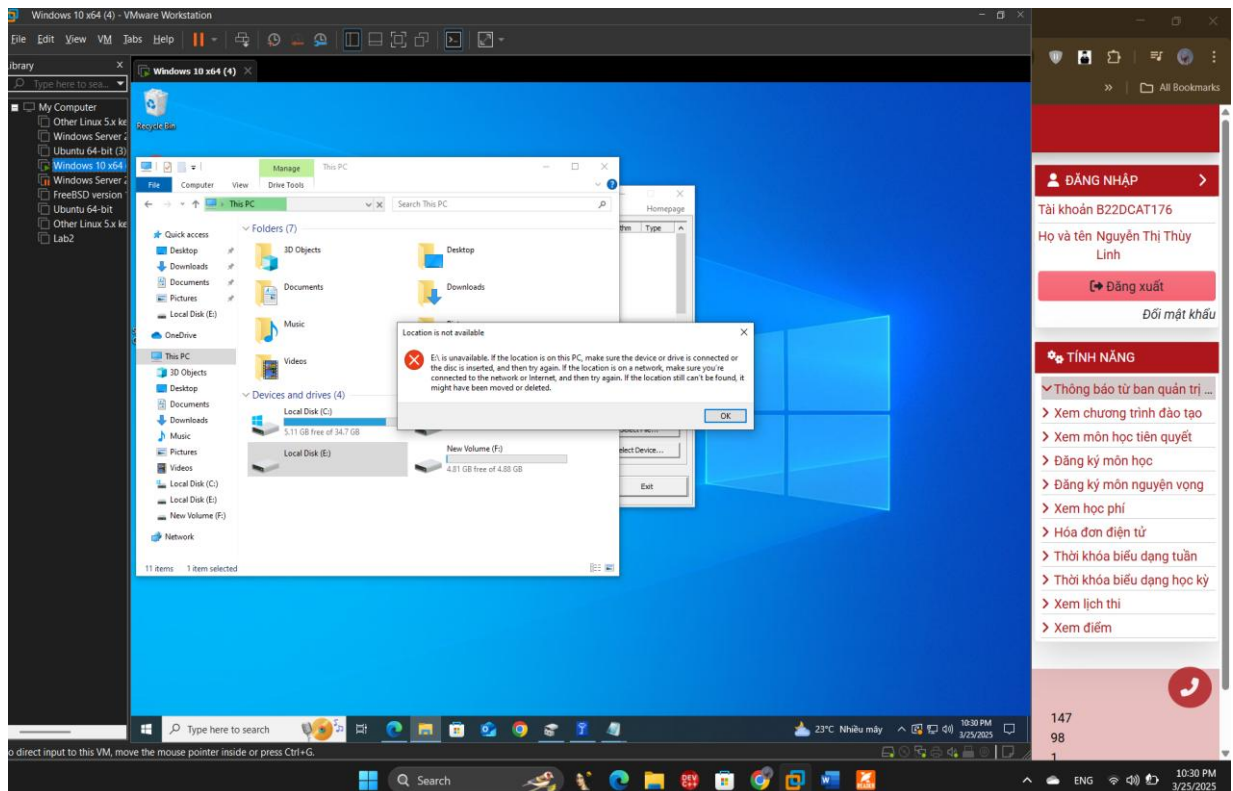 Windows 10 x64 (4) - VMware Workstation
File Edit View VM Tabs Help
Library X
Type here to sea...
Windows 10 x64 (4)
My Computer
Other Linux 5.x ke
Windows Server 2
Ubuntu 64-bit (3)
Windows 10 x64
Windows Server 2
FreeBSD version
Ubuntu 64-bit
Other Linux 5.x ke
Lab2
Recycle Bin
Manage This PC
File Computer View Drive Tools
This PC
Search This PC
Homepage
Type
Quick access
Desktop
Downloads
Documents
Pictures
Local Disk (E:)
OneDrive
This PC
3D Objects
Desktop
Documents
Downloads
Music
Pictures
Videos
Local Disk (C:)
Local Disk (E:)
New Volume (F:)
Network
Folders (7)
3D Objects
Desktop
Documents
Downloads
Music
Videos
Devices and drives (4)
Local Disk (C:)
5.11 GB free of 34.7 GB
Local Disk (E:)
New Volume (F:)
4.81 GB free of 4.88 GB
11 items 1 item selected
Location is not available
E:\ is unavailable. If the location is on this PC, make sure the device or drive is connected or
the disc is inserted, and then try again. If the location is on a network, make sure you're
connected to the network or Internet, and then try again. If the location still can't be found, it
might have been moved or deleted.
OK
elect Device...
Exit
Type here to search
23°C Nhiều mây
10:30 PM
3/25/2025
o direct input to this VM, move the mouse pointer inside or press Ctrl+G.
All Bookmarks
ĐĂNG NHẬP
Tài khoản B22DCAT176
Họ và tên Nguyễn Thị Thùy
Linh
Đăng xuất
Đổi mật khẩu
TÍNH NĂNG
Thông báo từ ban quản trị ...
Xem chương trình đào tạo
Xem môn học tiên quyết
Đăng ký môn học
Đăng ký môn nguyện vọng
Xem học phí
Hóa đơn điện tử
Thời khóa biểu dạng tuần
Thời khóa biểu dạng học kỳ
Xem lịch thi
Xem điểm
147
98
1
Search
DEV
C++
ENG
10:30 PM
3/25/2025